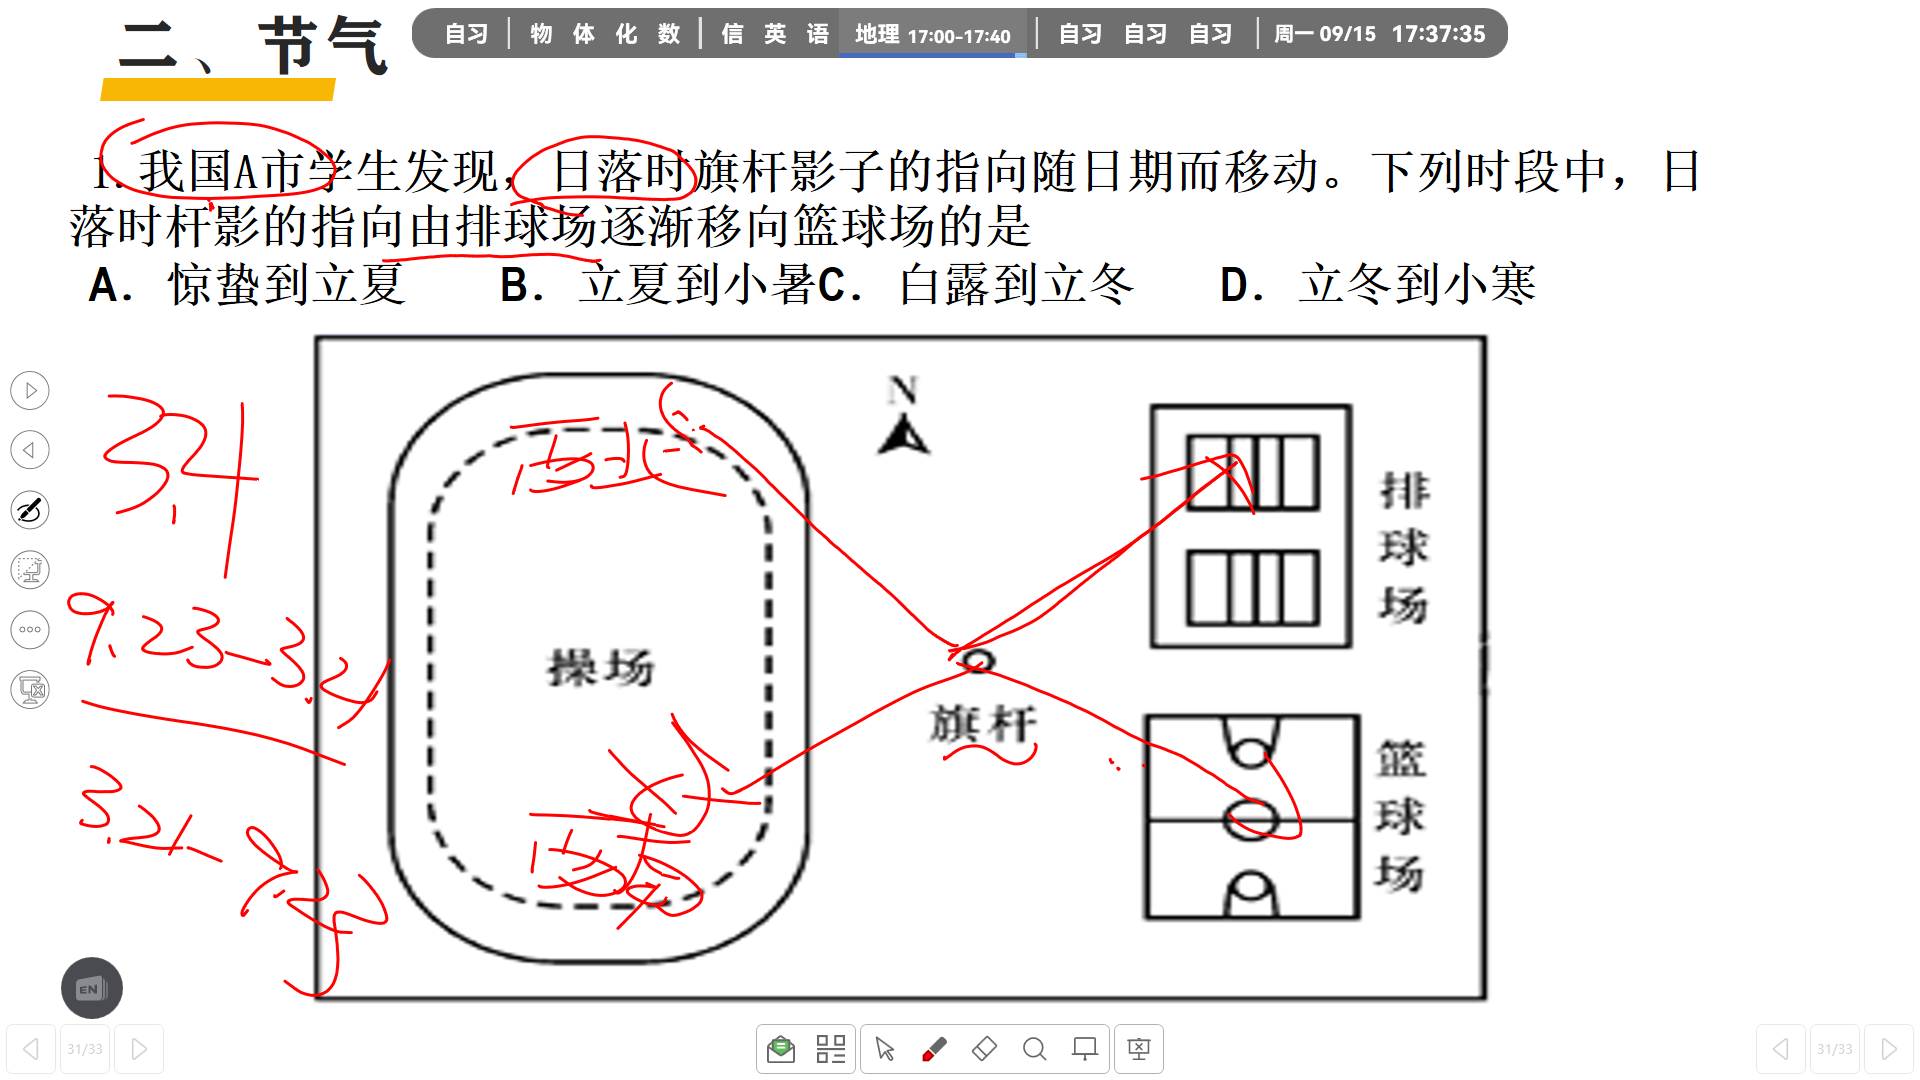 二、节气
自习 | 物 体 化 数 | 信 英 语 地理 17:00-17:40 | 自习 自习 自习 | 周一 09/15 17:37:35
1. 我国A市学生发现，日落时旗杆影子的指向随日期而移动。下列时段中，日
落时杆影的指向由排球场逐渐移向篮球场的是
A. 惊蛰到立夏 B. 立夏到小暑C. 白露到立冬 D. 立冬到小寒
N
排球场
操场
旗杆
篮球场
9.23-3.21
3.21-9.23
西北
西南
EN
31/33
31/33